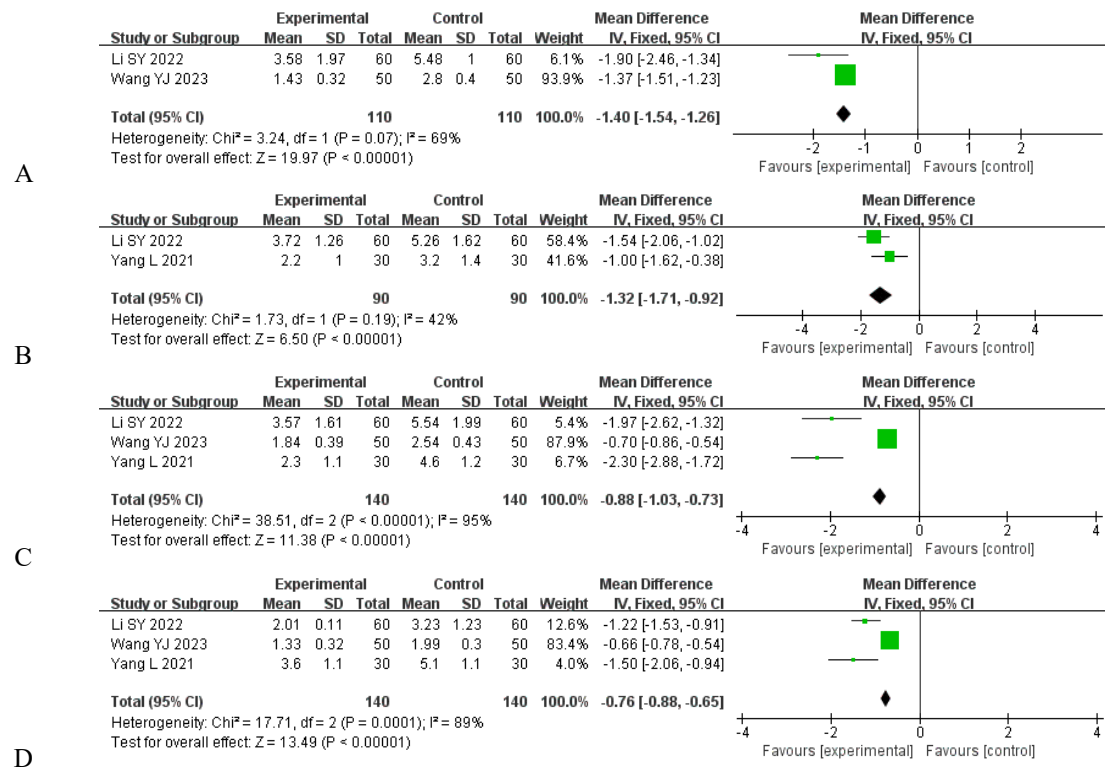 Experimental Control Mean Difference Mean Difference
Study or Subgroup Mean SD Total Mean SD Total Weight IV, Fixed, 95% CI IV, Fixed, 95% CI
Li SY 2022 3.58 1.97 60 5.48 1 60 6.1% -1.90 [-2.46, -1.34]
Wang YJ 2023 1.43 0.32 50 2.8 0.4 50 93.9% -1.37 [-1.51, -1.23]
Total (95% CI) 110 110 100.0% -1.40 [-1.54, -1.26]
Heterogeneity: Chi² = 3.24, df = 1 (P = 0.07); I² = 69%
Test for overall effect: Z = 19.97 (P < 0.00001)
-2 -1 0 1 2
Favours [experimental] Favours [control]
A
Experimental Control Mean Difference Mean Difference
Study or Subgroup Mean SD Total Mean SD Total Weight IV, Fixed, 95% CI IV, Fixed, 95% CI
Li SY 2022 3.72 1.26 60 5.26 1.62 60 58.4% -1.54 [-2.06, -1.02]
Yang L 2021 2.2 1 30 3.2 1.4 30 41.6% -1.00 [-1.62, -0.38]
Total (95% CI) 90 90 100.0% -1.32 [-1.71, -0.92]
Heterogeneity: Chi² = 1.73, df = 1 (P = 0.19); I² = 42%
Test for overall effect: Z = 6.50 (P < 0.00001)
-4 -2 0 2 4
Favours [experimental] Favours [control]
B
Experimental Control Mean Difference Mean Difference
Study or Subgroup Mean SD Total Mean SD Total Weight IV, Fixed, 95% CI IV, Fixed, 95% CI
Li SY 2022 3.57 1.61 60 5.54 1.99 60 5.4% -1.97 [-2.62, -1.32]
Wang YJ 2023 1.84 0.39 50 2.54 0.43 50 87.9% -0.70 [-0.86, -0.54]
Yang L 2021 2.3 1.1 30 4.6 1.2 30 6.7% -2.30 [-2.88, -1.72]
Total (95% CI) 140 140 100.0% -0.88 [-1.03, -0.73]
Heterogeneity: Chi² = 38.51, df = 2 (P < 0.00001); I² = 95%
Test for overall effect: Z = 11.38 (P < 0.00001)
-4 -2 0 2 4
Favours [experimental] Favours [control]
C
Experimental Control Mean Difference Mean Difference
Study or Subgroup Mean SD Total Mean SD Total Weight IV, Fixed, 95% CI IV, Fixed, 95% CI
Li SY 2022 2.01 0.11 60 3.23 1.23 60 12.6% -1.22 [-1.53, -0.91]
Wang YJ 2023 1.33 0.32 50 1.99 0.3 50 83.4% -0.66 [-0.78, -0.54]
Yang L 2021 3.6 1.1 30 5.1 1.1 30 4.0% -1.50 [-2.06, -0.94]
Total (95% CI) 140 140 100.0% -0.76 [-0.88, -0.65]
Heterogeneity: Chi² = 17.71, df = 2 (P = 0.0001); I² = 89%
Test for overall effect: Z = 13.49 (P < 0.00001)
-2 -1 0 1 2
Favours [experimental] Favours [control]
D